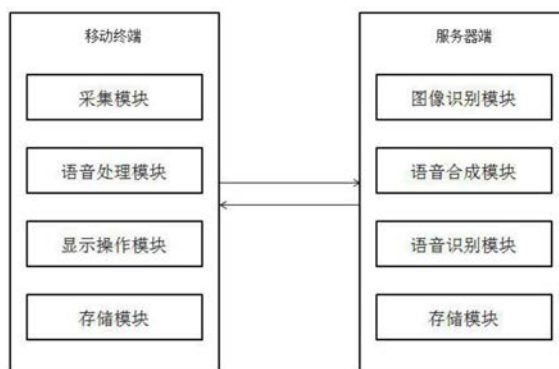 移动终端
采集模块
语音处理模块
显示操作模块
存储模块
服务器端
图像识别模块
语音合成模块
语音识别模块
存储模块